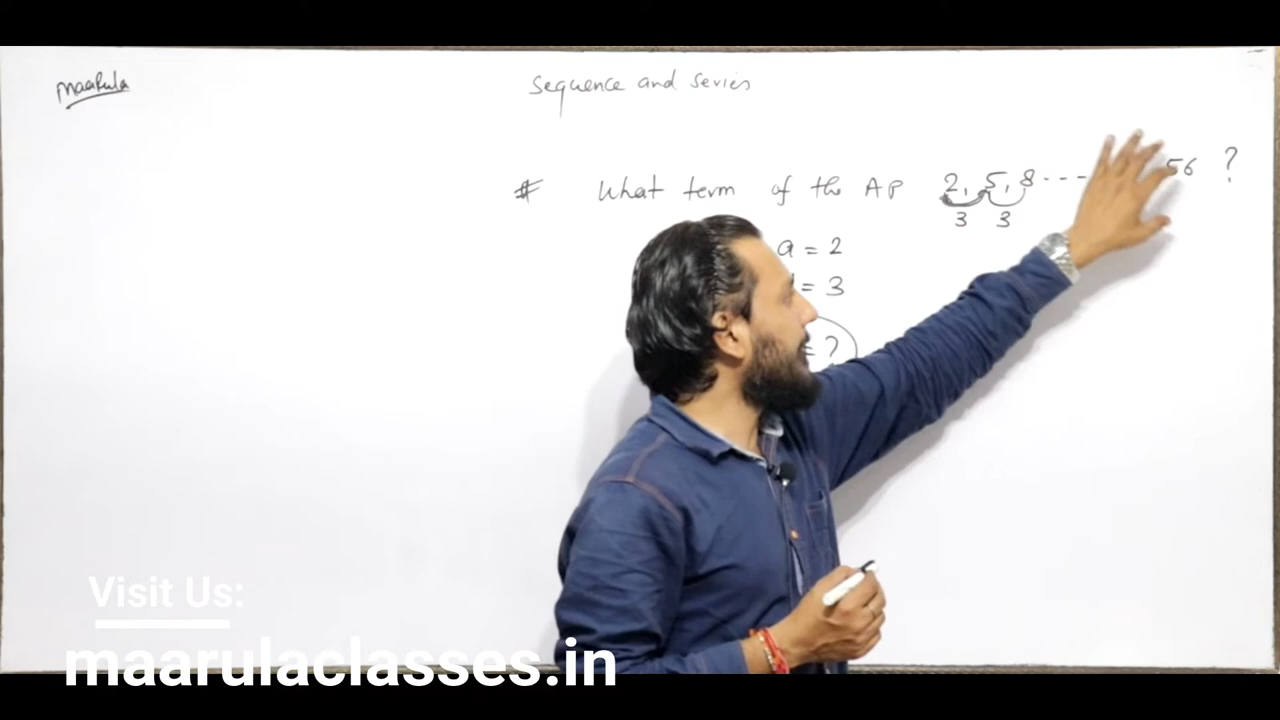 maarula
Sequence and series
# What term of the AP 2, 5, 8 - - - 56 ?
3 3
a = 2
= 3
= ?
Visit Us:
maarulaclasses.in